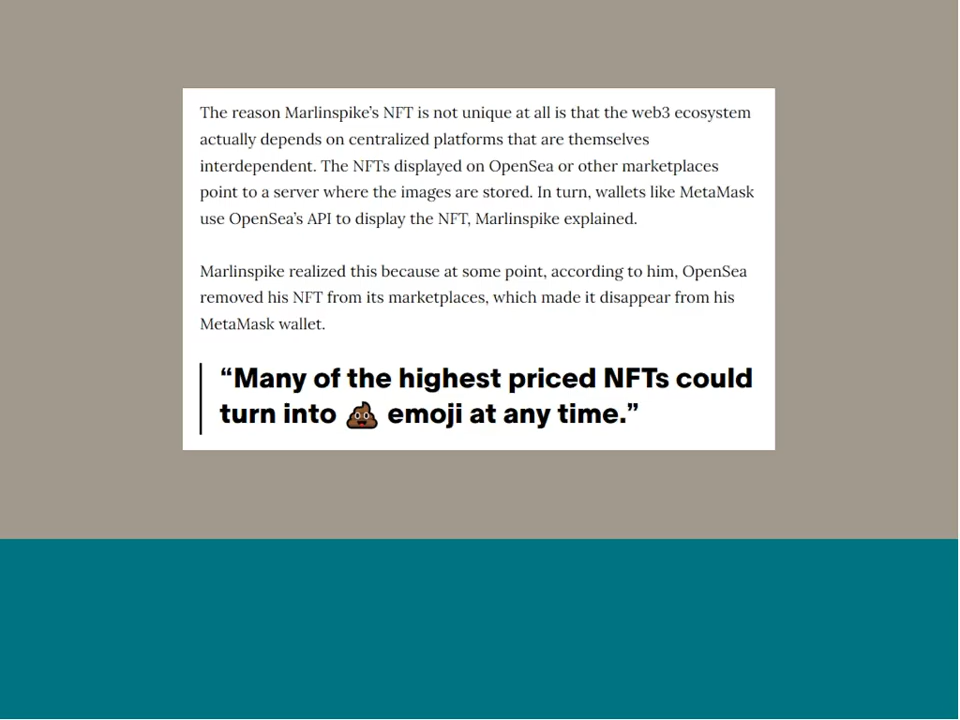 The reason Marlinspike’s NFT is not unique at all is that the web3 ecosystem
actually depends on centralized platforms that are themselves
interdependent. The NFTs displayed on OpenSea or other marketplaces
point to a server where the images are stored. In turn, wallets like MetaMask
use OpenSea’s API to display the NFT, Marlinspike explained.
Marlinspike realized this because at some point, according to him, OpenSea
removed his NFT from its marketplaces, which made it disappear from his
MetaMask wallet.
“Many of the highest priced NFTs could
turn into 💩 emoji at any time.”